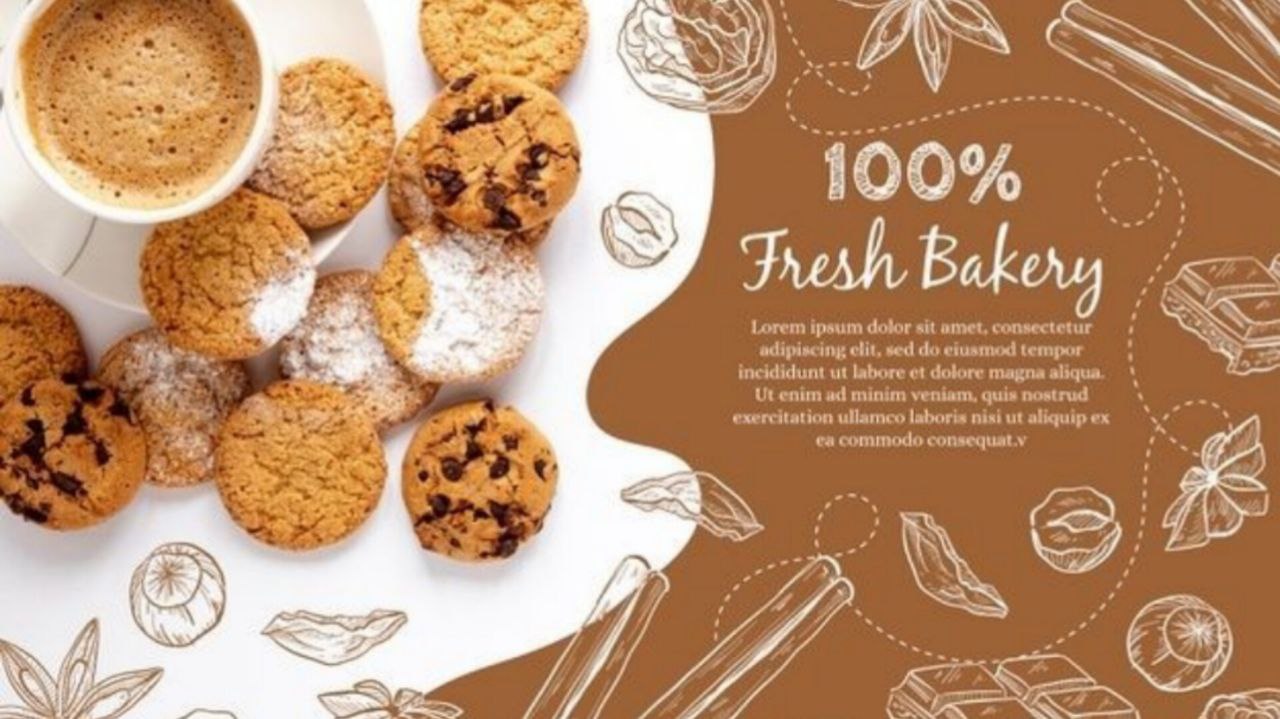 100%
Fresh Bakery
Lorem ipsum dolor sit amet, consectetur
adipiscing elit, sed do eiusmod tempor
incididunt ut labore et dolore magna aliqua.
Ut enim ad minim veniam, quis nostrud
exercitation ullamco laboris nisi ut aliquip ex
ea commodo consequat.v